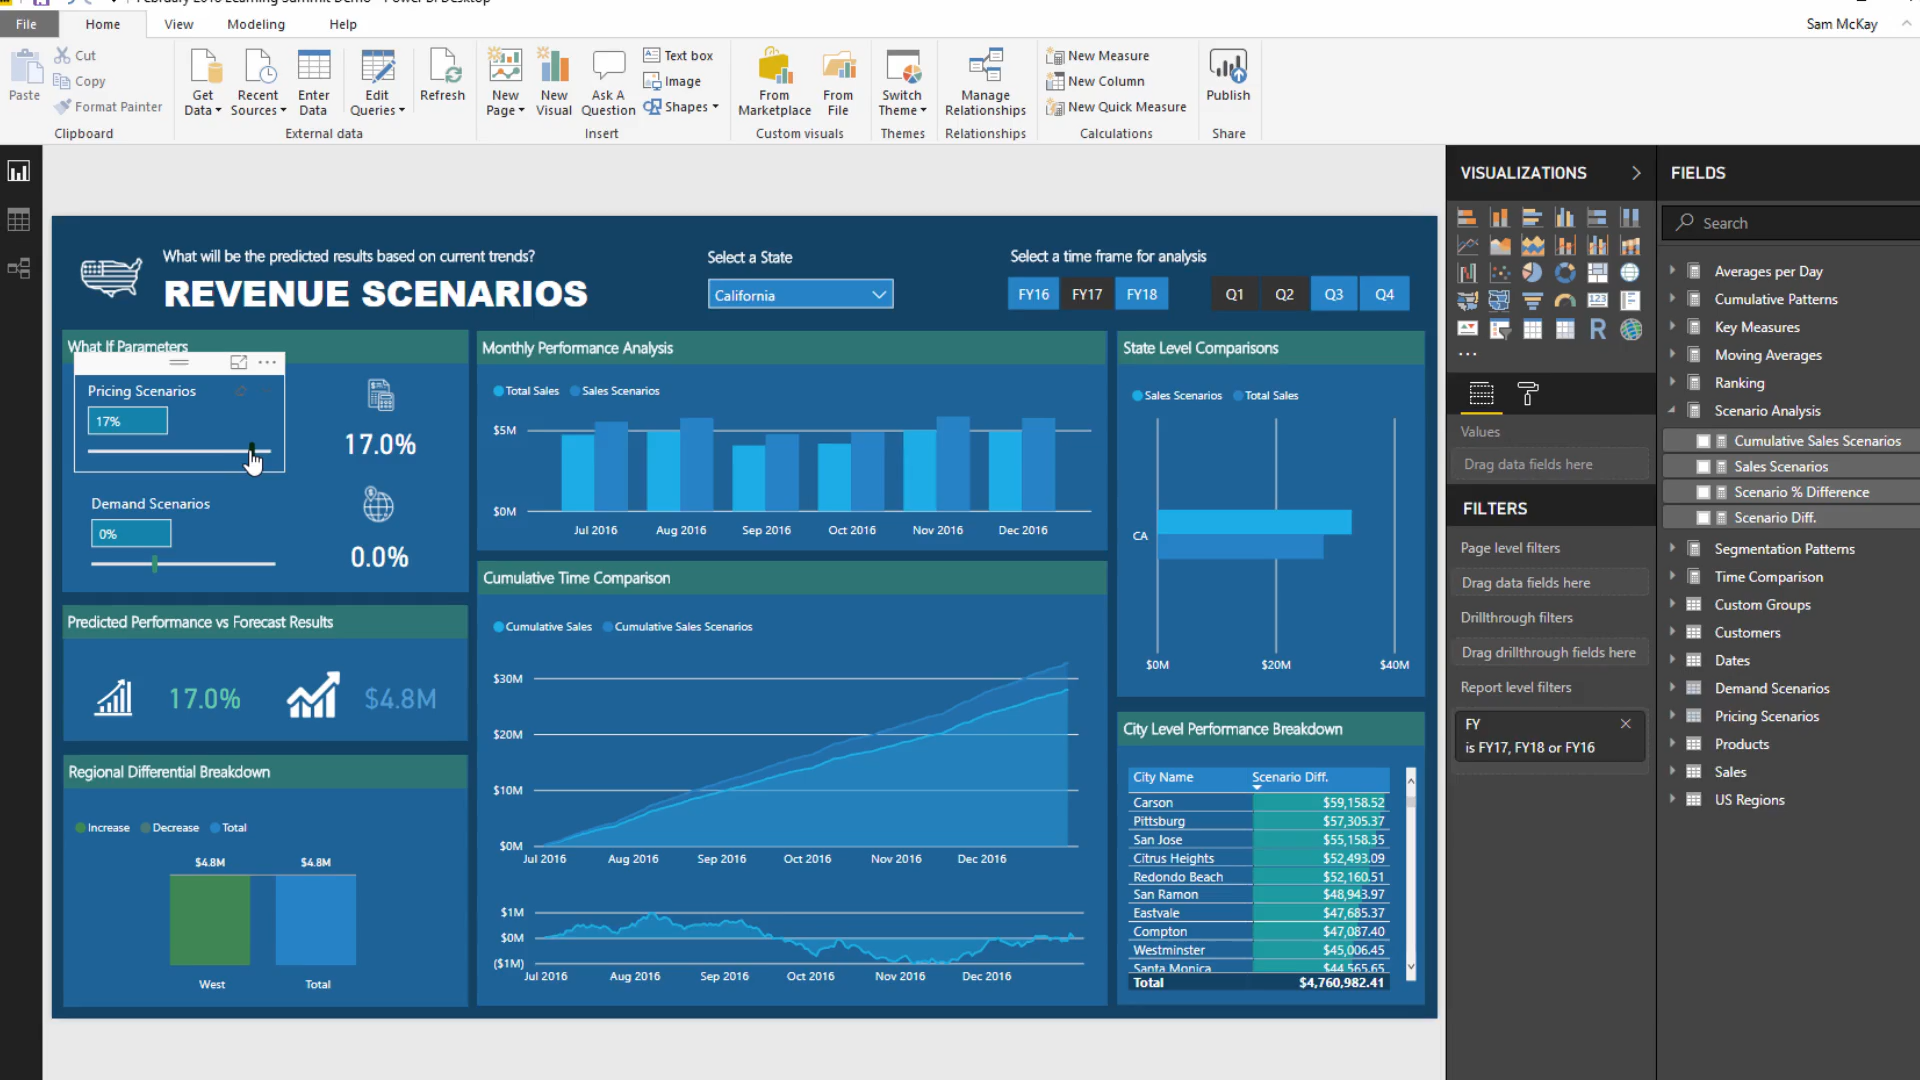 February 2018 eLearning Summit Demo - Power BI Desktop
File Home View Modeling Help Sam McKay
Paste Cut Copy Format Painter
Clipboard
Get Data Recent Sources Enter Data Edit Queries Refresh
External data
New Page New Visual Ask A Question Text box Image Shapes
Insert
From Marketplace From File
Custom visuals
Switch Theme
Themes
Manage Relationships
Relationships
New Measure
New Column
New Quick Measure
Calculations
Publish
Share
What will be the predicted results based on current trends?
REVENUE SCENARIOS
Select a State
California
Select a time frame for analysis
FY16 FY17 FY18 Q1 Q2 Q3 Q4
What If Parameters
Pricing Scenarios
17%
17.0%
Demand Scenarios
0%
0.0%
Predicted Performance vs Forecast Results
17.0% $4.8M
Regional Differential Breakdown
Increase Decrease Total
$4.8M $4.8M
West Total
Monthly Performance Analysis
Total Sales Sales Scenarios
$5M
$0M
Jul 2016 Aug 2016 Sep 2016 Oct 2016 Nov 2016 Dec 2016
Cumulative Time Comparison
Cumulative Sales Cumulative Sales Scenarios
$30M
$20M
$10M
$0M
Jul 2016 Aug 2016 Sep 2016 Oct 2016 Nov 2016 Dec 2016
$1M
$0M
($1M)
Jul 2016 Aug 2016 Sep 2016 Oct 2016 Nov 2016 Dec 2016
State Level Comparisons
Sales Scenarios Total Sales
CA
$0M $20M $40M
City Level Performance Breakdown
City Name Scenario Diff.
Carson $59,158.52
Pittsburg $57,305.37
San Jose $55,158.35
Citrus Heights $52,493.09
Redondo Beach $52,160.51
San Ramon $48,943.97
Eastvale $47,685.37
Compton $47,087.40
Westminster $45,006.45
Santa Monica $44,565.65
Total $4,760,982.41
VISUALIZATIONS
R
Values
Drag data fields here
FILTERS
Page level filters
Drag data fields here
Drillthrough filters
Drag drillthrough fields here
Report level filters
FY
is FY17, FY18 or FY16
FIELDS
Search
Averages per Day
Cumulative Patterns
Key Measures
Moving Averages
Ranking
Scenario Analysis
Cumulative Sales Scenarios
Sales Scenarios
Scenario % Difference
Scenario Diff.
Segmentation Patterns
Time Comparison
Custom Groups
Customers
Dates
Demand Scenarios
Pricing Scenarios
Products
Sales
US Regions